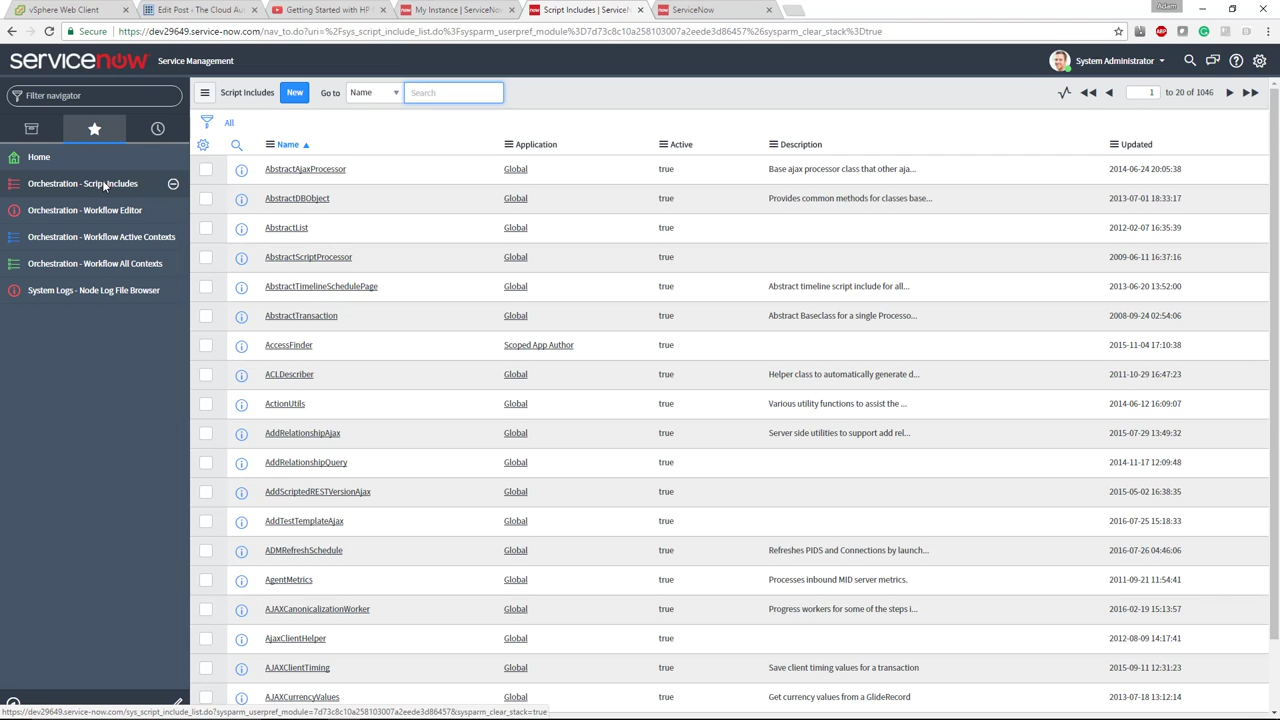 vSphere Web Client
Edit Post ‹ The Cloud Au
Getting Started with HP
My Instance | ServiceNo
Script Includes | Service
ServiceNow
Adam
Secure
https://dev29649.service-now.com/nav_to.do?uri=%2Fsys_script_include_list.do%3Fsysparm_userpref_module%3D7d73c8c10a258103007a2eede3d86457%26sysparm_clear_stack%3Dtrue
servicenow
Service Management
System Administrator
Filter navigator
Script Includes
New
Go to
Name
Search
1
to 20 of 1046
All
Name Application Active Description Updated
Home
Orchestration - Script Includes
Orchestration - Workflow Editor
Orchestration - Workflow Active Contexts
Orchestration - Workflow All Contexts
System Logs - Node Log File Browser
AbstractAjaxProcessor Global true Base ajax processor class that other aja... 2014-06-24 20:05:38
AbstractDBObject Global true Provides common methods for classes base... 2013-07-01 18:33:17
AbstractList Global true 2012-02-07 16:35:39
AbstractScriptProcessor Global true 2009-06-11 16:37:16
AbstractTimelineSchedulePage Global true Abstract timeline script include for all... 2013-06-20 13:52:00
AbstractTransaction Global true Abstract Baseclass for a single Processo... 2008-09-24 02:54:06
AccessFinder Scoped App Author true 2015-11-04 17:10:38
ACLDescriber Global true Helper class to automatically generate d... 2011-10-29 16:47:23
ActionUtils Global true Various utility functions to assist the ... 2014-06-12 16:09:07
AddRelationshipAjax Global true Server side utilities to support add rel... 2015-07-29 13:49:32
AddRelationshipQuery Global true 2014-11-17 12:09:48
AddScriptedRESTVersionAjax Global true 2015-05-02 16:38:35
AddTestTemplateAjax Global true 2016-07-25 15:18:33
ADMRefreshSchedule Global true Refreshes PIDS and Connections by launch... 2016-07-26 04:46:06
AgentMetrics Global true Processes inbound MID server metrics. 2011-09-21 11:54:41
AJAXCanonicalizationWorker Global true Progress workers for some of the steps i... 2016-02-19 15:13:57
AjaxClientHelper Global true 2012-08-09 14:17:41
AJAXClientTiming Global true Save client timing values for a transaction 2015-09-11 12:31:23
AJAXCurrencyValues Global true Get currency values from a GlideRecord 2013-07-18 13:12:14
https://dev29649.service-now.com/sys_script_include_list.do?sysparm_userpref_module=7d73c8c10a258103007a2eede3d86457&sysparm_clear_stack=true